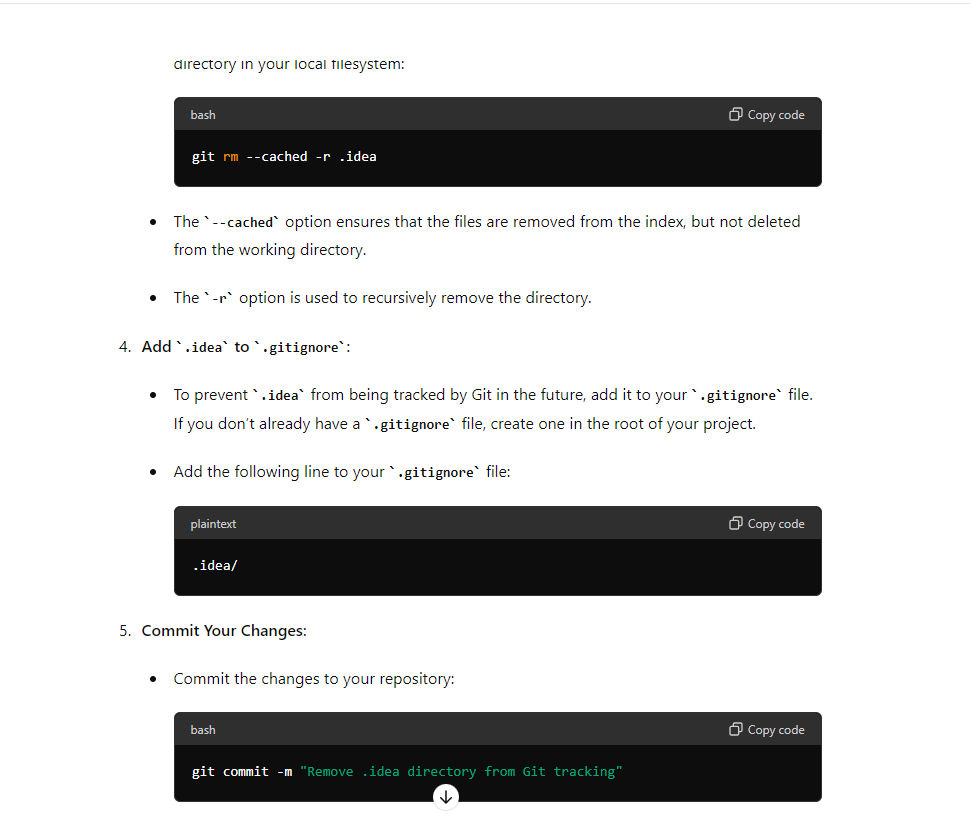 directory in your local filesystem:
bash
Copy code
git rm --cached -r .idea
The `--cached` option ensures that the files are removed from the index, but not deleted
from the working directory.
The `-r` option is used to recursively remove the directory.
4. Add `.idea` to `.gitignore`:
To prevent `.idea` from being tracked by Git in the future, add it to your `.gitignore` file.
If you don’t already have a `.gitignore` file, create one in the root of your project.
Add the following line to your `.gitignore` file:
plaintext
Copy code
.idea/
5. Commit Your Changes:
Commit the changes to your repository:
bash
Copy code
git commit -m "Remove .idea directory from Git tracking"